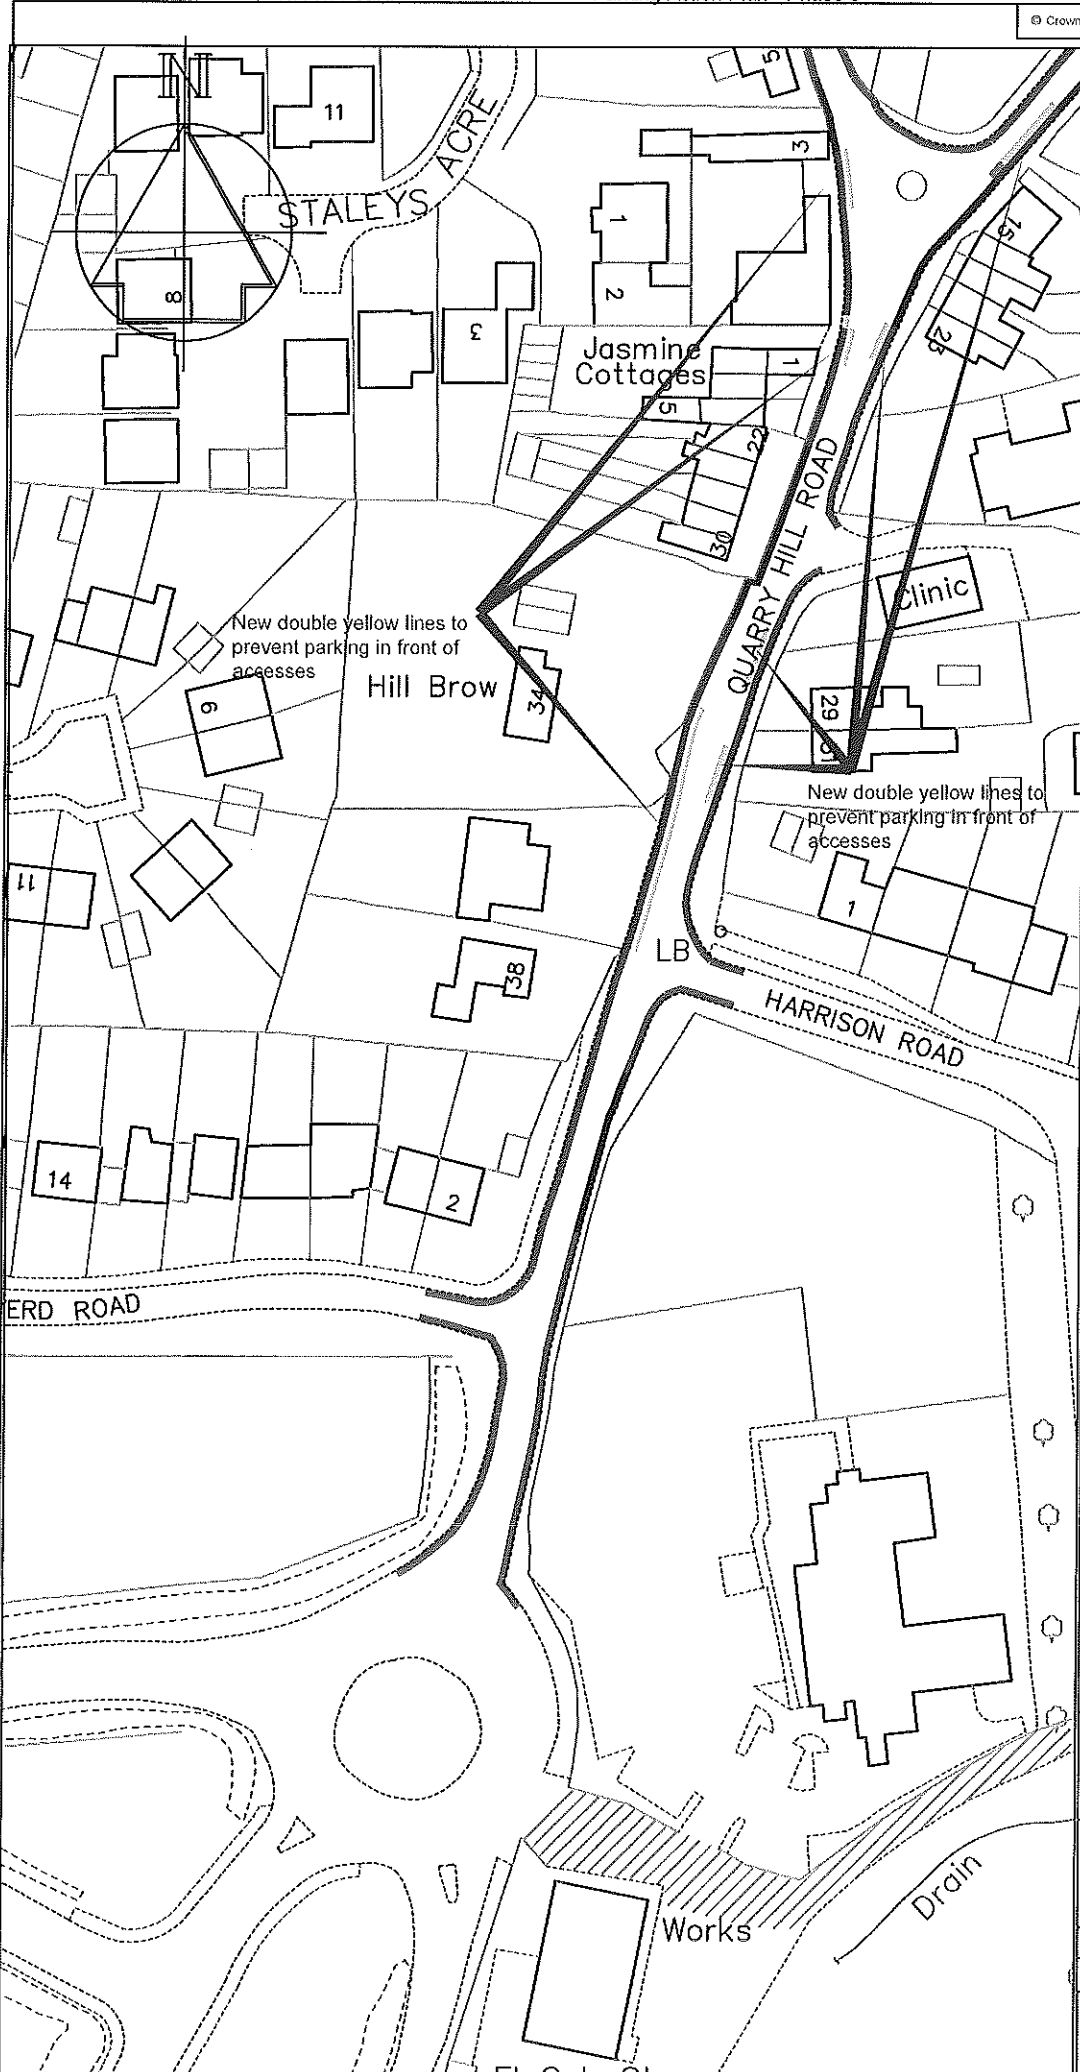 © Crown
N
5
11
STALEYS ACRE
3
1
15
2
8
3
23
Jasmine
Cottages
1
5
22
30
QUARRY HILL ROAD
Clinic
New double yellow lines to
prevent parking in front of
accesses
Hill Brow
34
29
6
New double yellow lines to
prevent parking in front of
accesses
11
1
LB
38
HARRISON ROAD
14
2
ERD ROAD
Drain
Works